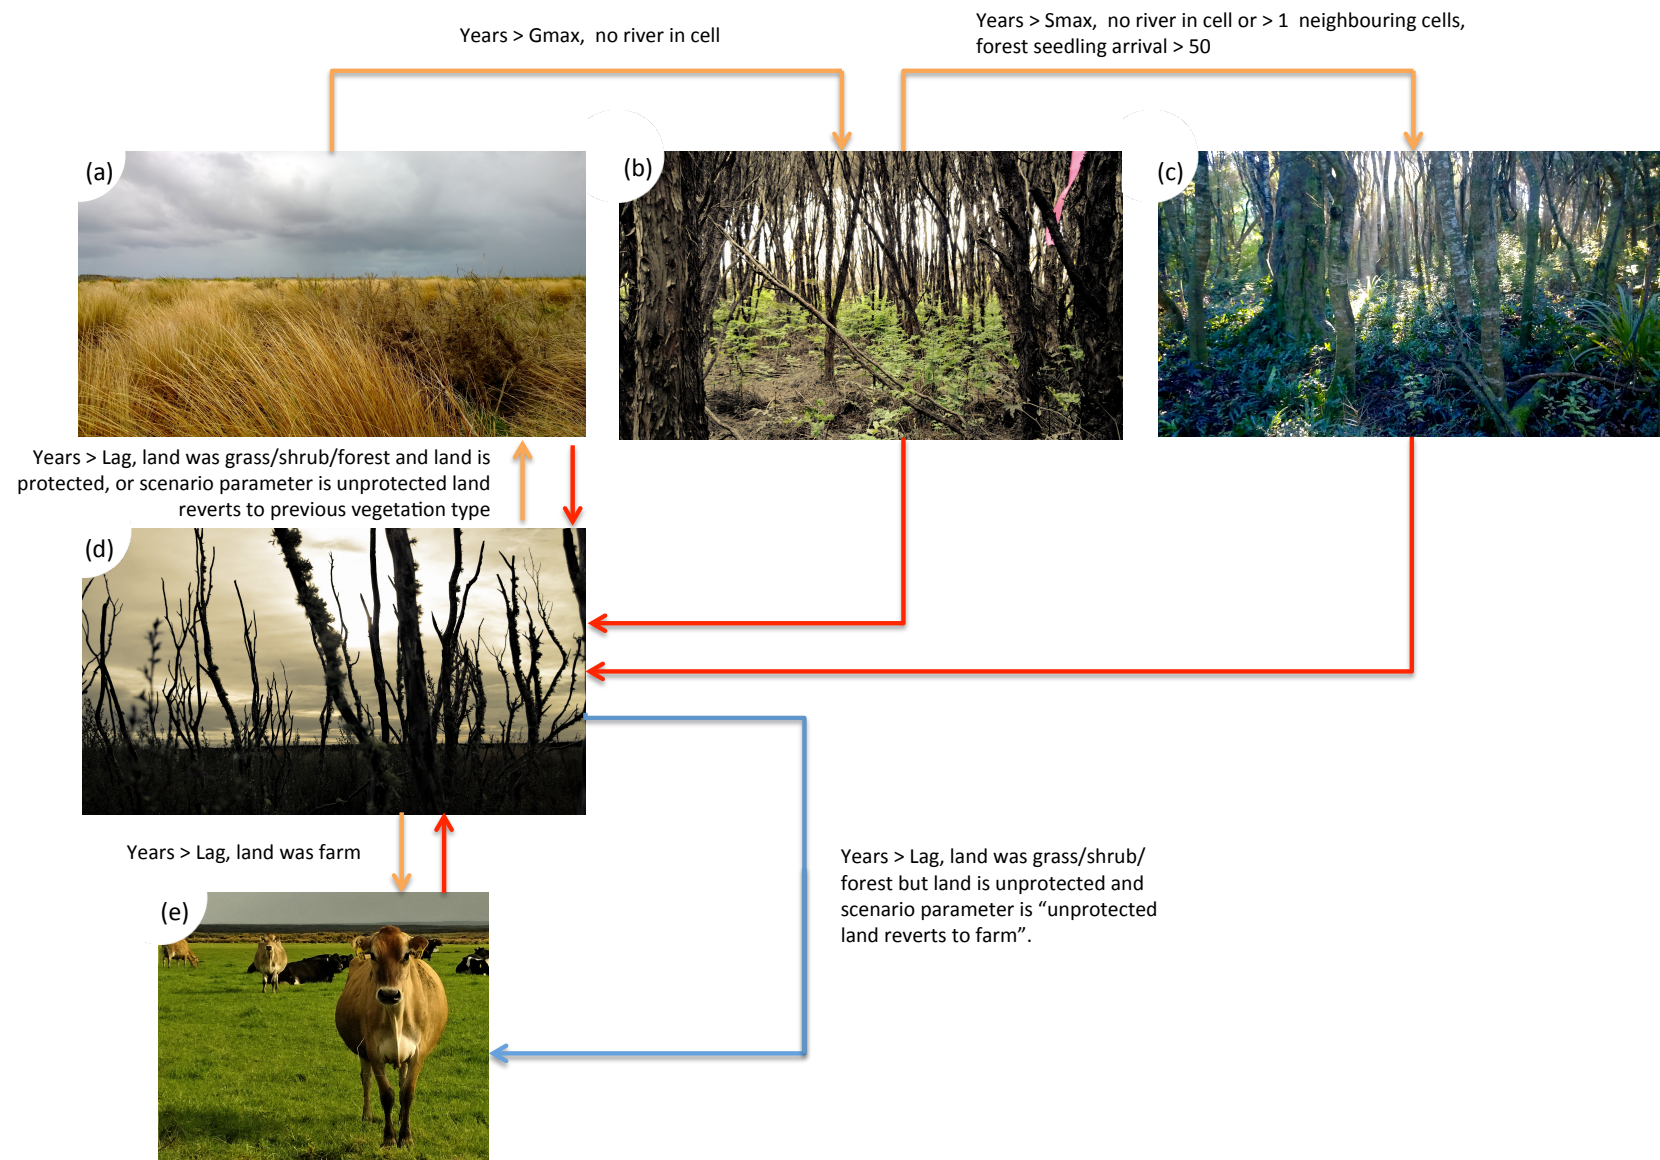 Years > Gmax,  no river in cell
Years > Smax,  no river in cell or > 1  neighbouring cells,
forest seedling arrival > 50
(a)
(b)
(c)
Years > Lag, land was grass/shrub/forest and land is
protected, or scenario parameter is unprotected land
reverts to previous vegetation type
(d)
Years > Lag, land was farm
(e)
Years > Lag, land was grass/shrub/
forest but land is unprotected and
scenario parameter is “unprotected
land reverts to farm”.